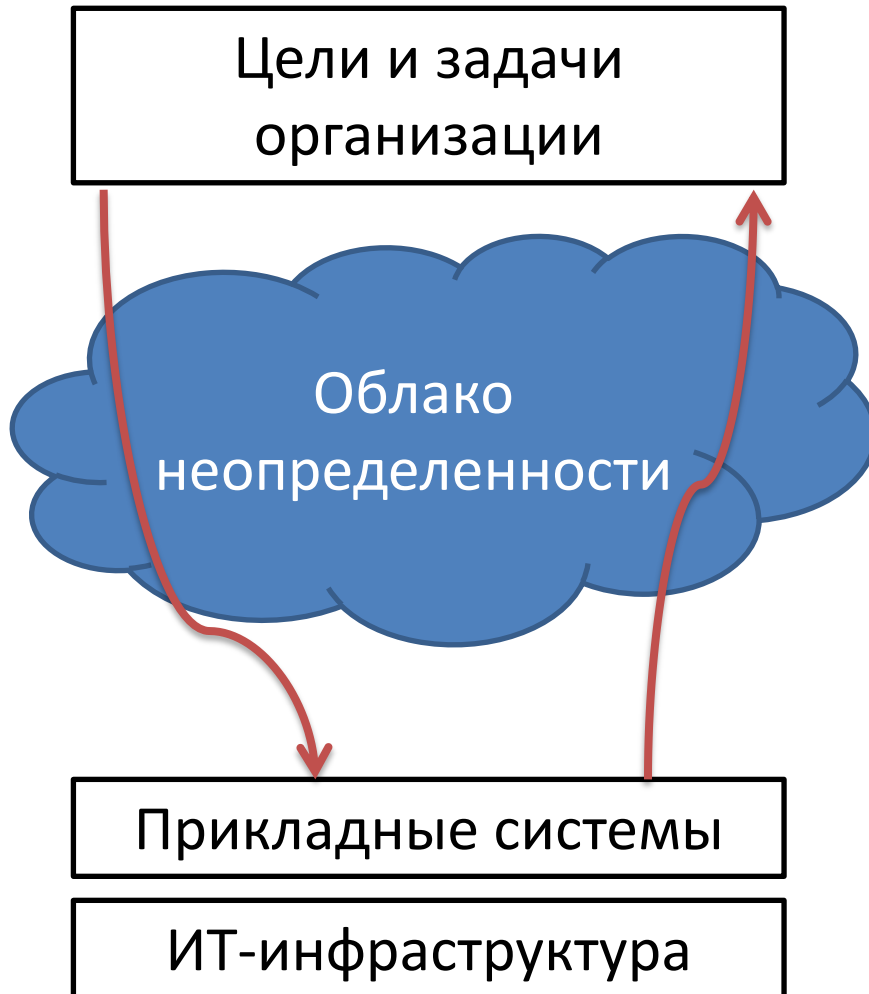 Цели и задачи
организации
Облако
неопределенности
Прикладные системы
ИТ-инфраструктура